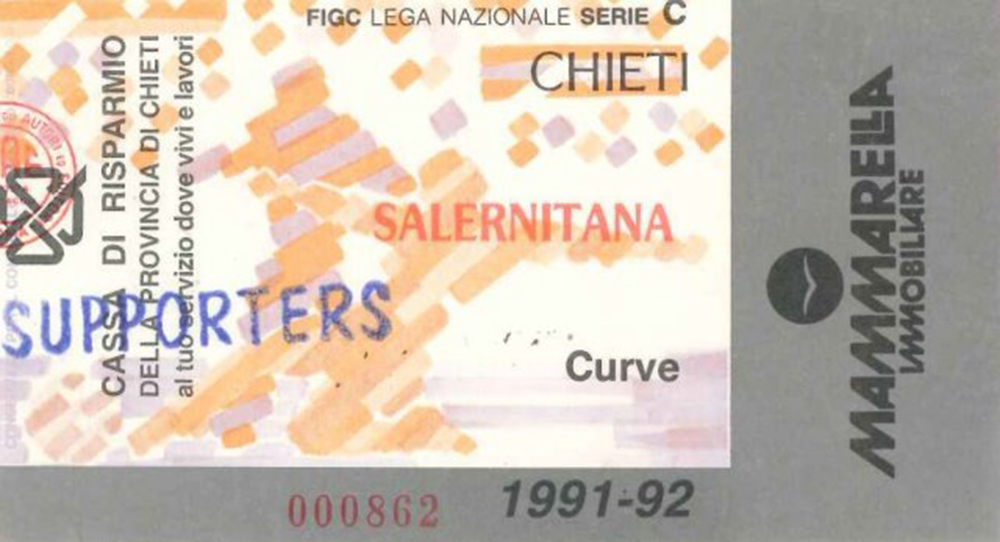 FIGC LEGA NAZIONALE SERIE C
CHIETI
SALERNITANA
Curve
SUPPORTERS
CASSA DI RISPARMIO
DELLA PROVINCIA DI CHIETI
al tuo servizio dove vivi e lavori
AUTORI
000862
1991-92
MAMMARELLA
IMMOBILIARE